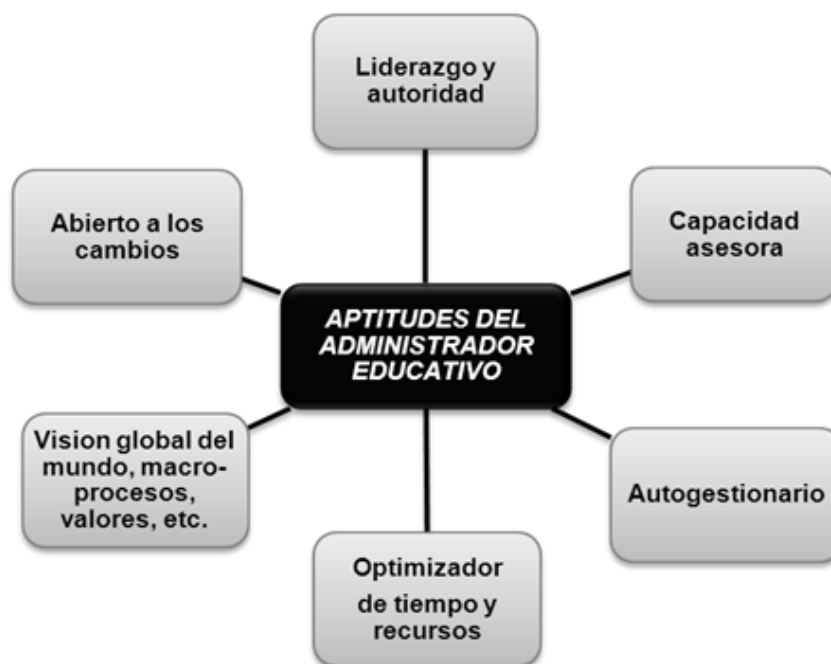 Liderazgo y
autoridad
Abierto a los
cambios
Capacidad
asesora
APTITUDES DEL
ADMINISTRADOR
EDUCATIVO
Vision global del
mundo, macro-
procesos,
valores, etc.
Autogestionario
Optimizador
de tiempo y
recursos